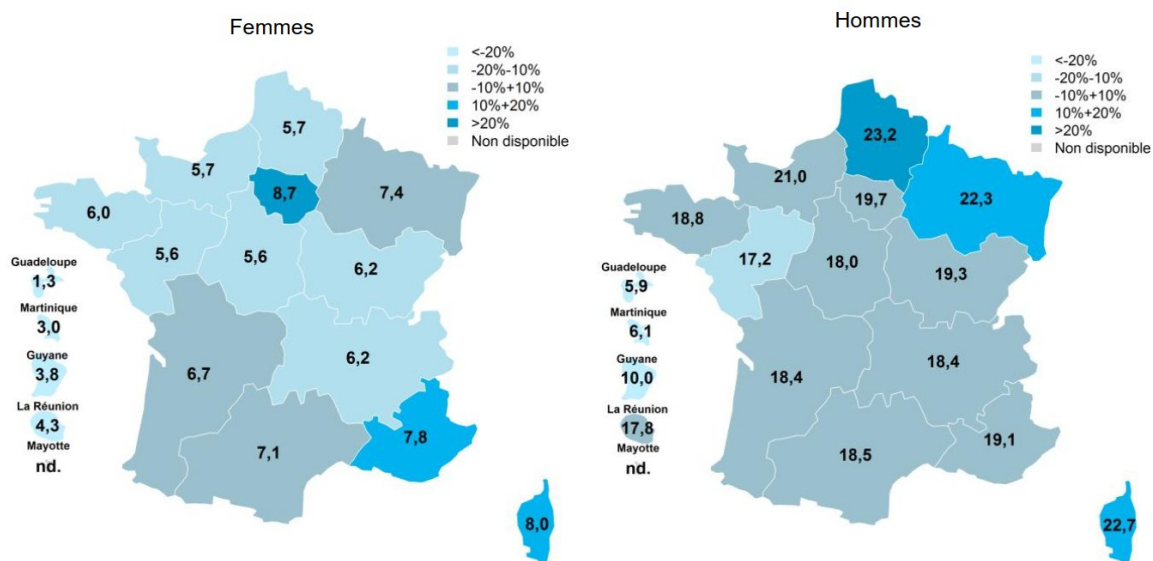 Femmes
<-20%
-20%-10%
-10%+10%
10%+20%
>20%
Non disponible
5,7
5,7
8,7
7,4
6,0
5,6
5,6
6,2
Guadeloupe
1,3
Martinique
3,0
Guyane
3,8
La Réunion
4,3
Mayotte
nd.
6,7
6,2
7,1
7,8
8,0
Hommes
<-20%
-20%-10%
-10%+10%
10%+20%
>20%
Non disponible
23,2
21,0
19,7
22,3
18,8
17,2
18,0
19,3
Guadeloupe
5,9
Martinique
6,1
Guyane
10,0
La Réunion
17,8
Mayotte
nd.
18,4
18,4
18,5
19,1
22,7